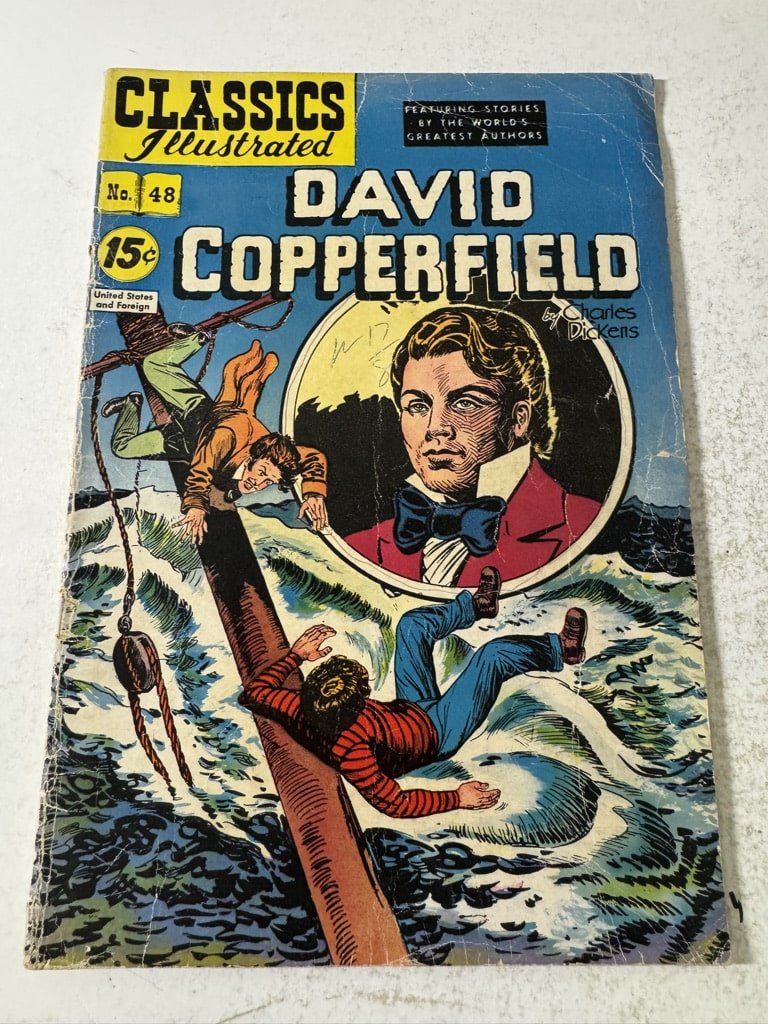 CLASSICS
Illustrated
FEATURING STORIES
BY THE WORLD'S
GREATEST AUTHORS
No. 48
DAVID
COPPERFIELD
15¢
United States
and Foreign
by Charles
Dickens